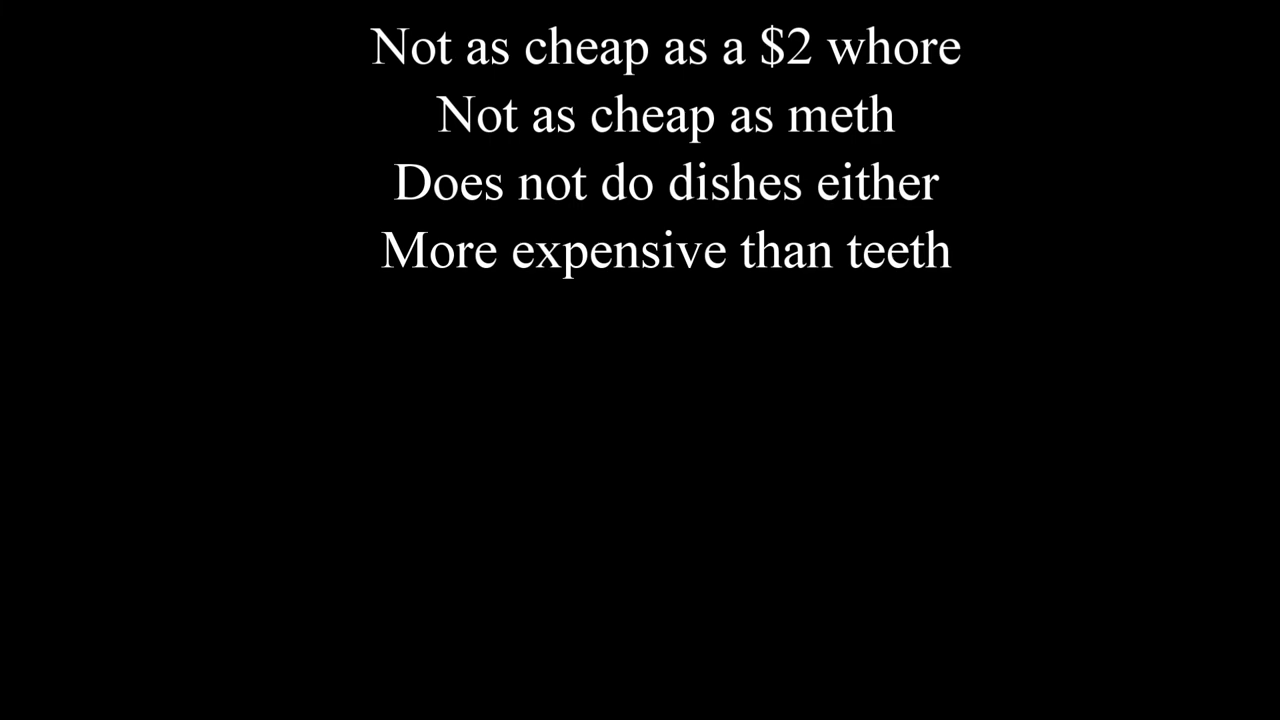 Not as cheap as a $2 whore
Not as cheap as meth
Does not do dishes either
More expensive than teeth